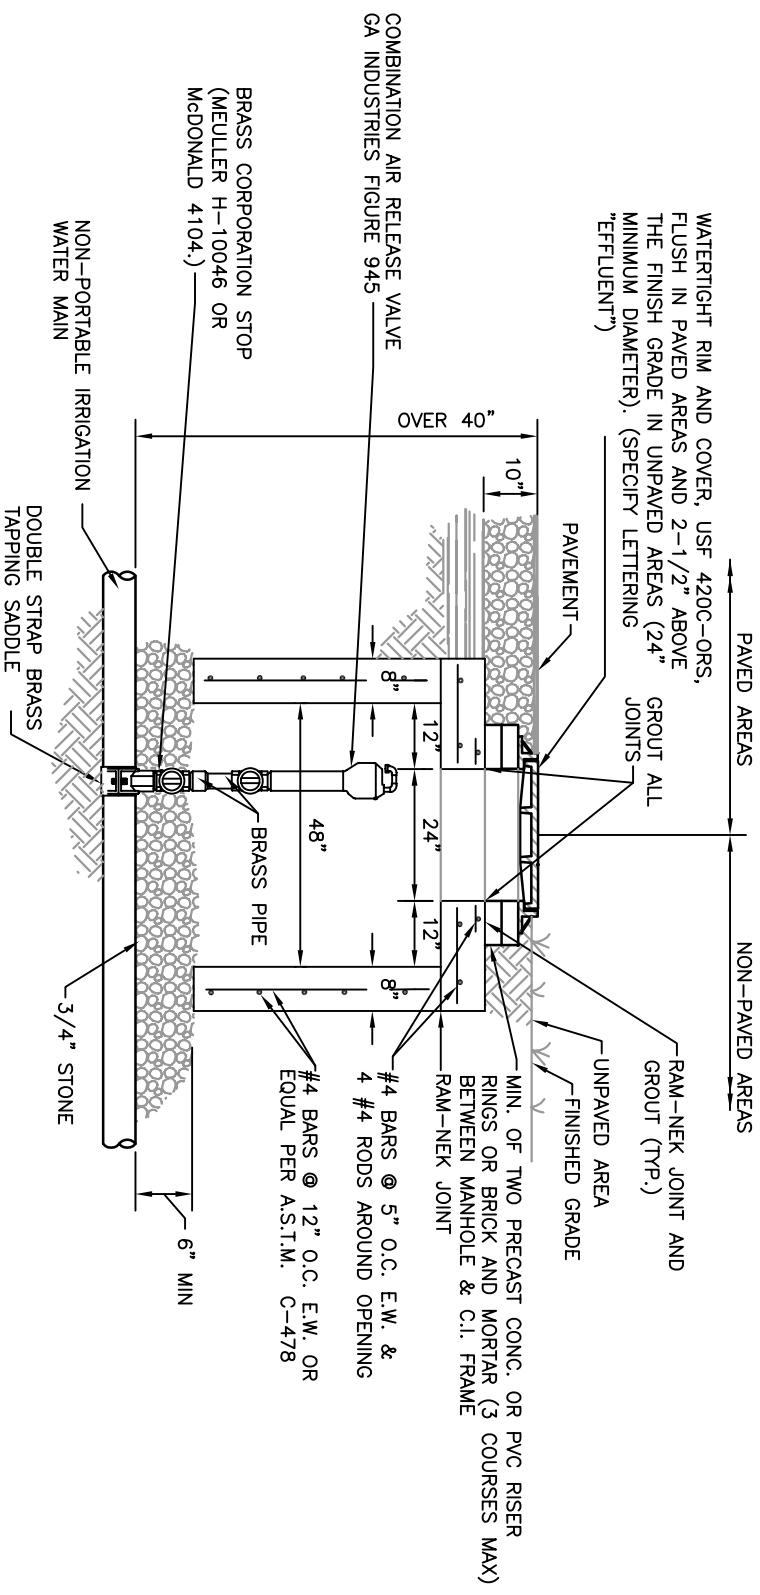 PAVED AREAS
NON-PAVED AREAS
WATERTIGHT RIM AND COVER, USF 420C-ORS,
FLUSH IN PAVED AREAS AND 2-1/2" ABOVE
THE FINISH GRADE IN UNPAVED AREAS (24"
MINIMUM DIAMETER). (SPECIFY LETTERING
"EFFLUENT")
GROUT ALL
JOINTS
PAVEMENT
RAM-NEK JOINT AND
GROUT (TYP.)
UNPAVED AREA
FINISHED GRADE
MIN. OF TWO PRECAST CONC. OR PVC RISER
RINGS OR BRICK AND MORTAR (3 COURSES MAX)
BETWEEN MANHOLE & C.I. FRAME
RAM-NEK JOINT
10"
OVER 40"
COMBINATION AIR RELEASE VALVE
GA INDUSTRIES FIGURE 945
8"
12"
24"
12"
8"
#4 BARS @ 5" O.C. E.W. &
4 #4 RODS AROUND OPENING
48"
#4 BARS @ 12" O.C. E.W. OR
EQUAL PER A.S.T.M. C-478
BRASS PIPE
BRASS CORPORATION STOP
(MEULLER H-10046 OR
McDONALD 4104.)
6" MIN
NON-PORTABLE IRRIGATION
WATER MAIN
3/4" STONE
DOUBLE STRAP BRASS
TAPPING SADDLE